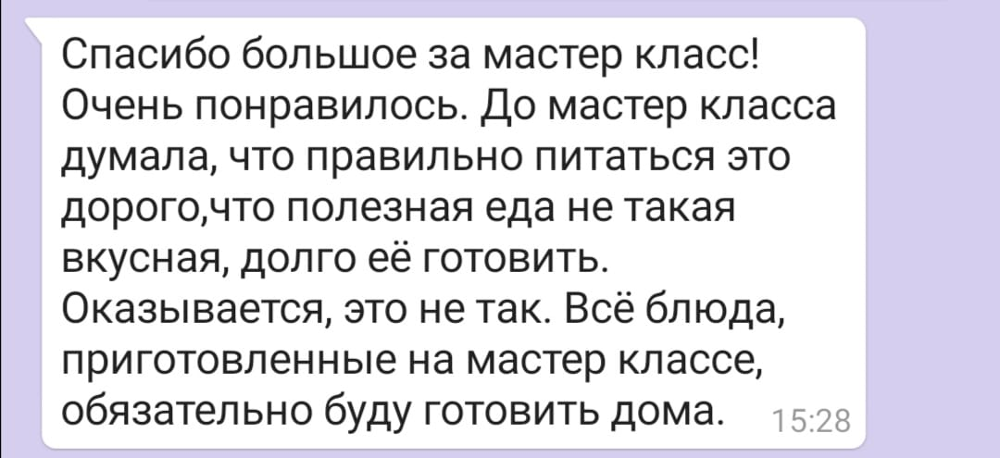 Спасибо большое за мастер класс!
Очень понравилось. До мастер класса
думала, что правильно питаться это
дорого,что полезная еда не такая
вкусная, долго её готовить.
Оказывается, это не так. Всё блюда,
приготовленные на мастер классе,
обязательно буду готовить дома. 15:28